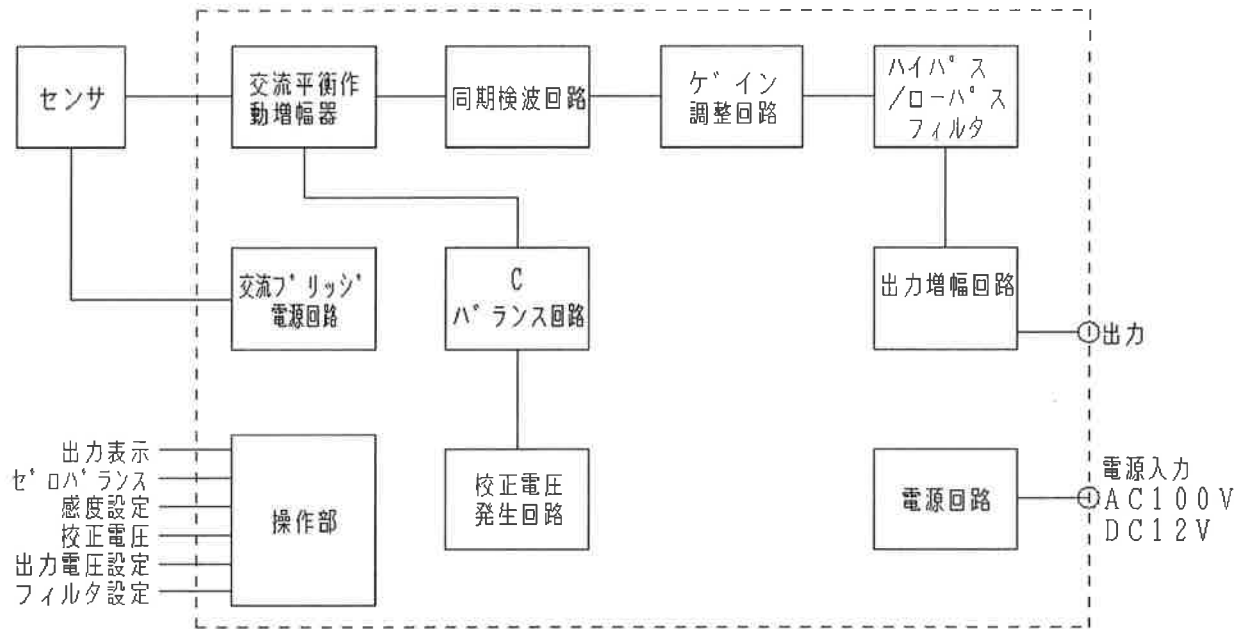 センサ
交流平衡作
動増幅器
同期検波回路
ゲイン
調整回路
ハイパス
/ローパス
フィルタ
交流ブリッジ
電源回路
C
バランス回路
出力増幅回路
出力
出力表示
ゼロバランス
感度設定
校正電圧
出力電圧設定
フィルタ設定
操作部
校正電圧
発生回路
電源回路
電源入力
AC100V
DC12V